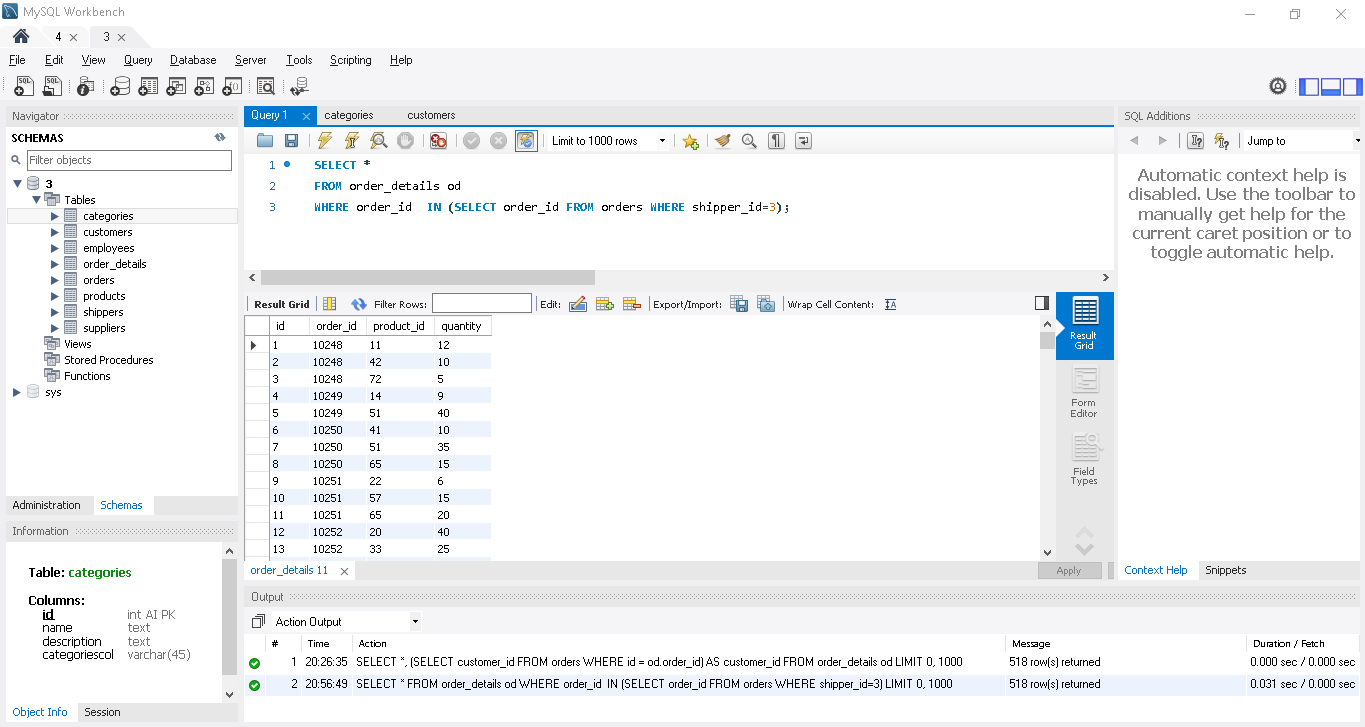 MySQL Workbench
4
3
File Edit View Query Database Server Tools Scripting Help
Navigator
SCHEMAS
Filter objects
3
Tables
categories
customers
employees
order_details
orders
products
shippers
suppliers
Views
Stored Procedures
Functions
sys
Administration Schemas
Information
Table: categories
Columns:
id int AI PK
name text
description text
categoriescol varchar(45)
Object Info Session
Query 1 categories customers
Limit to 1000 rows
1 SELECT *
2 FROM order_details od
3 WHERE order_id  IN (SELECT order_id FROM orders WHERE shipper_id=3);
Result Grid Filter Rows: Edit: Export/Import: Wrap Cell Content:
id order_id product_id quantity
1 10248 11 12
2 10248 42 10
3 10248 72 5
4 10249 14 9
5 10249 51 40
6 10250 41 10
7 10250 51 35
8 10250 65 15
9 10251 22 6
10 10251 57 15
11 10251 65 20
12 10252 20 40
13 10252 33 25
Result
Grid
Form
Editor
Field
Types
order_details 11
Apply
Output
Action Output
# Time Action Message Duration / Fetch
1 20:26:35 SELECT *, (SELECT customer_id FROM orders WHERE id = od.order_id) AS customer_id FROM order_details od LIMIT 0, 1000 518 row(s) returned 0.000 sec / 0.000 sec
2 20:56:49 SELECT * FROM order_details od WHERE order_id  IN (SELECT order_id FROM orders WHERE shipper_id=3) LIMIT 0, 1000 518 row(s) returned 0.031 sec / 0.000 sec
SQL Additions
Jump to
Automatic context help is
disabled. Use the toolbar to
manually get help for the
current caret position or to
toggle automatic help.
Context Help Snippets